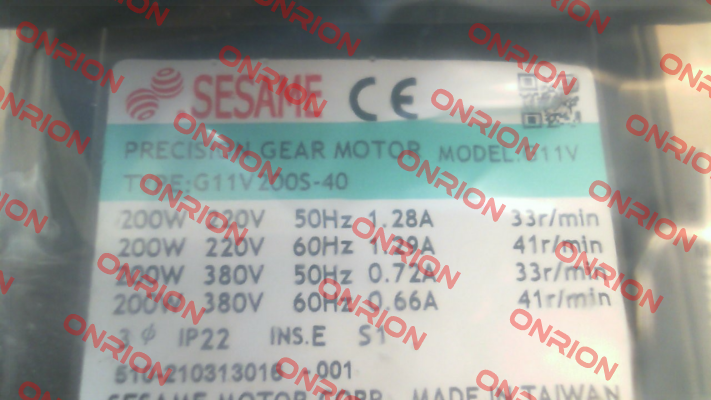 SESAME CE
PRECISION GEAR MOTOR MODEL:G11V
TYPE:G11V200S-40
200W 220V 50Hz 1.28A 33r/min
200W 220V 60Hz 1.29A 41r/min
200W 380V 50Hz 0.72A 33r/min
200W 380V 60Hz 0.66A 41r/min
3 ϕ IP22 INS.E S1
510-210313016 -001
SESAME MOTOR CORP. MADE IN TAIWAN
ONRION